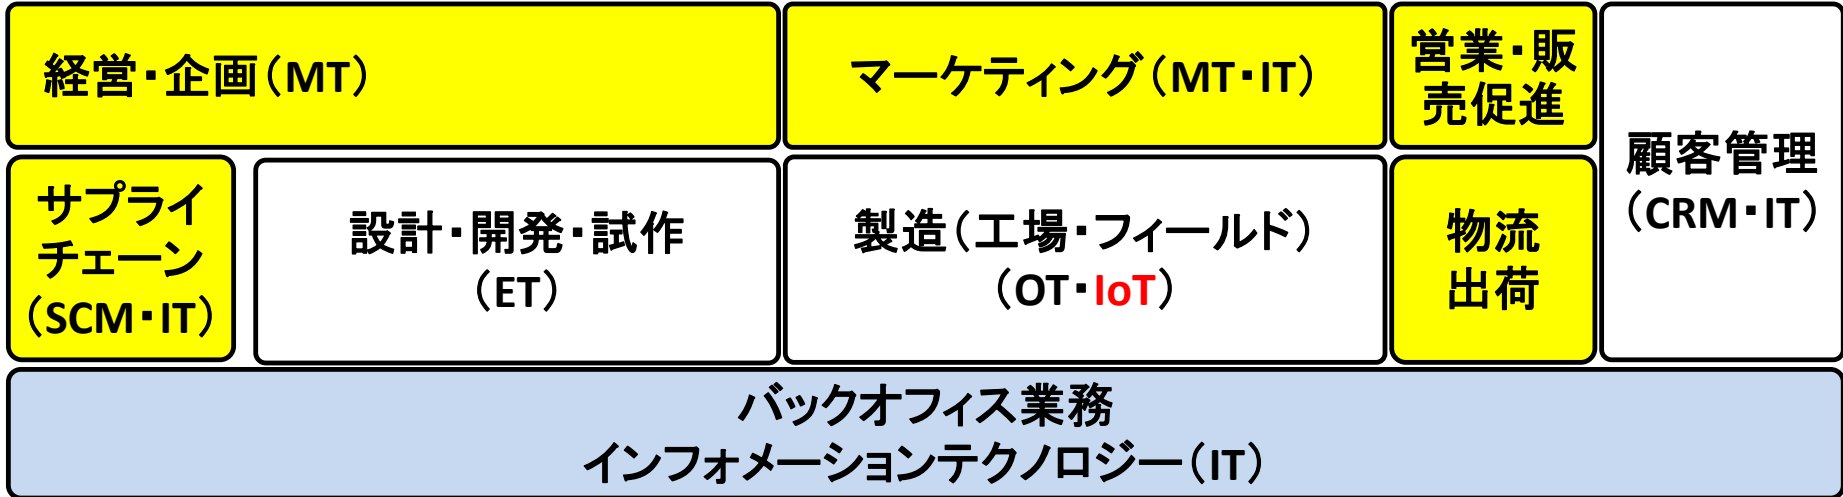 経営・企画（MT）
マーケティング（MT・IT）
営業・販
売促進
顧客管理
（CRM・IT）
サプライ
チェーン
（SCM・IT）
設計・開発・試作
（ET）
製造（工場・フィールド）
（OT・IoT）
物流
出荷
バックオフィス業務
インフォメーションテクノロジー（IT）